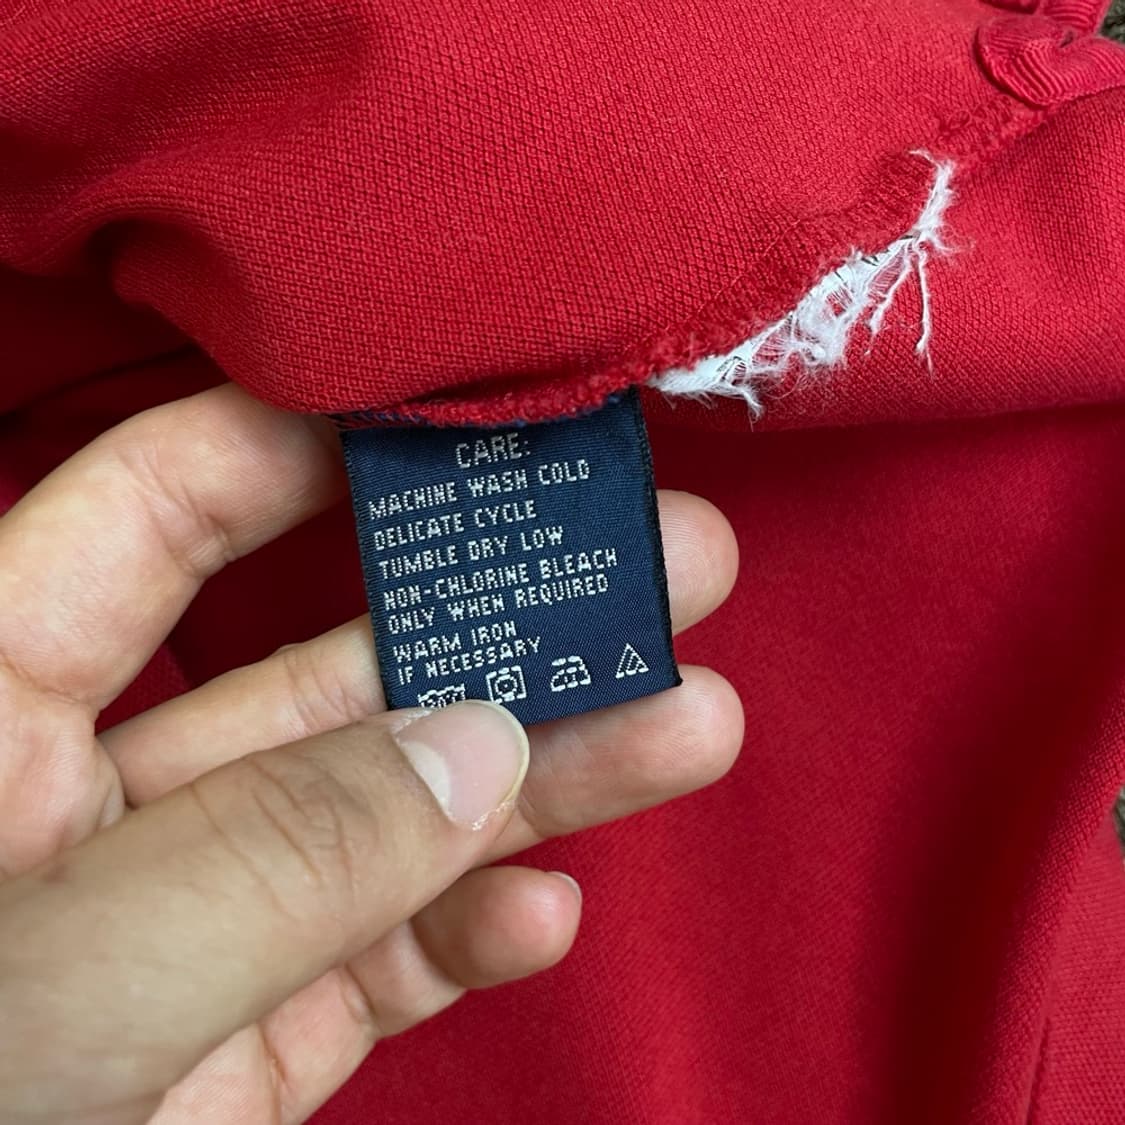 CARE:
MACHINE WASH COLD
DELICATE CYCLE
TUMBLE DRY LOW
NON-CHLORINE BLEACH
ONLY WHEN REQUIRED
WARM IRON
IF NECESSARY